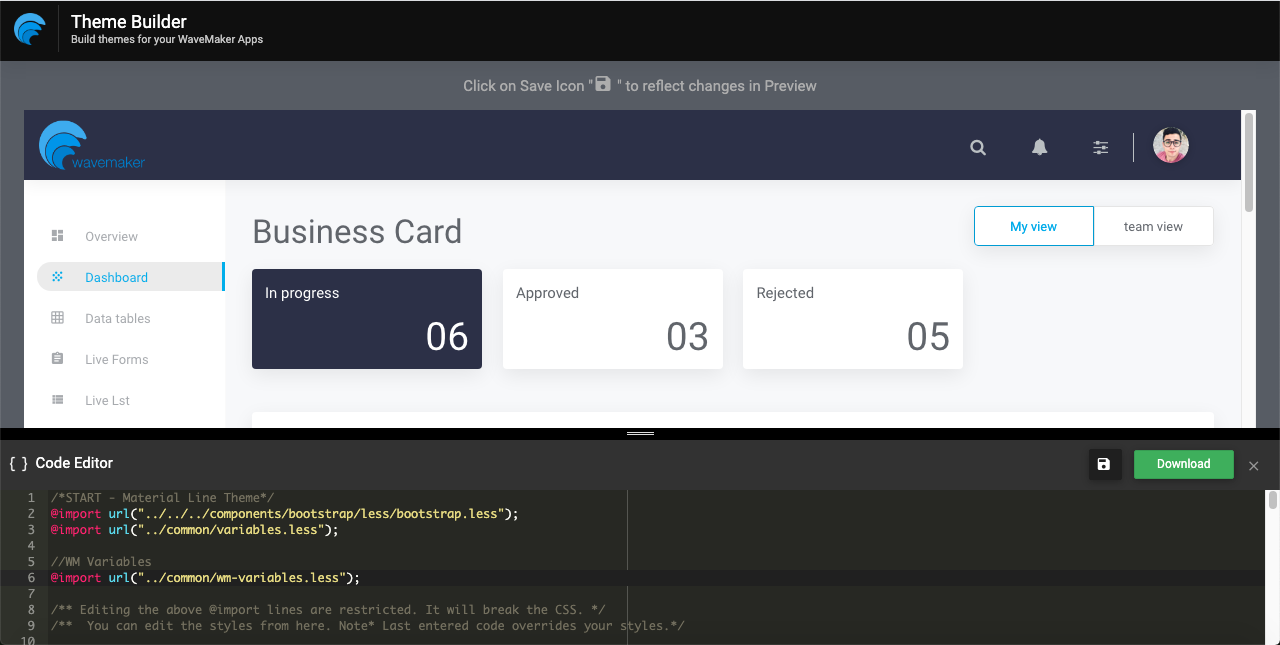 Theme Builder
Build themes for your WaveMaker Apps
Click on Save Icon " " to reflect changes in Preview
wavemaker
Business Card
My view
team view
Overview
Dashboard
Data tables
Live Forms
Live Lst
In progress
06
Approved
03
Rejected
05
{ } Code Editor
Download
1 /*START - Material Line Theme*/
2 @import url("../../../components/bootstrap/less/bootstrap.less");
3 @import url("../common/variables.less");
4
5 //WM Variables
6 @import url("../common/wm-variables.less");
7
8 /** Editing the above @import lines are restricted. It will break the CSS. */
9 /**  You can edit the styles from here. Note* Last entered code overrides your styles.*/
10